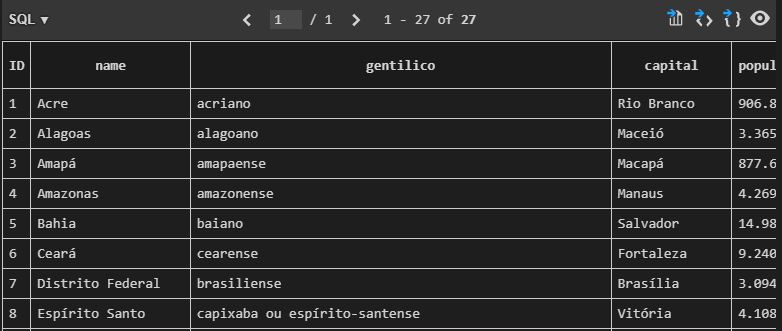 SQL ▼ < 1 / 1 > 1 - 27 of 27
ID name gentilico capital popul
1 Acre acriano Rio Branco 906.8
2 Alagoas alagoano Maceió 3.365
3 Amapá amapaense Macapá 877.6
4 Amazonas amazonense Manaus 4.269
5 Bahia baiano Salvador 14.98
6 Ceará cearense Fortaleza 9.240
7 Distrito Federal brasiliense Brasília 3.094
8 Espírito Santo capixaba ou espírito-santense Vitória 4.108